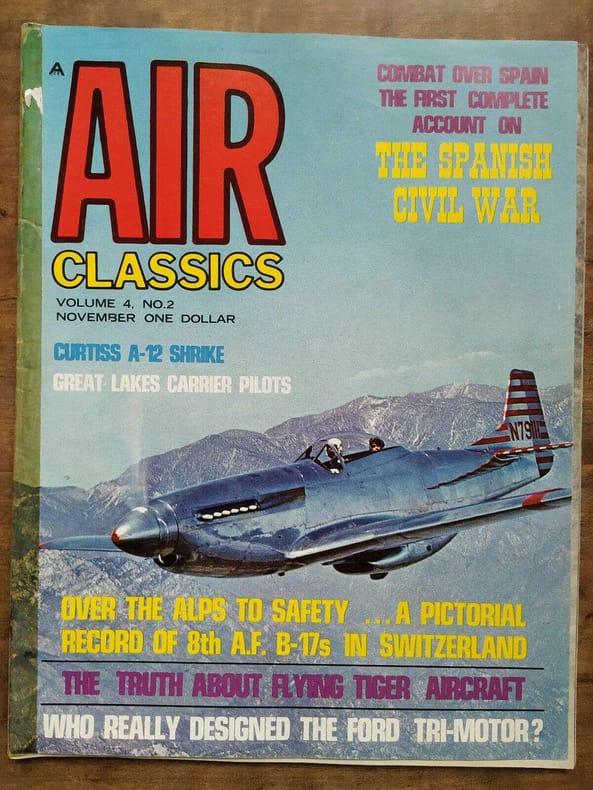 AIR
CLASSICS
VOLUME 4, NO.2
NOVEMBER ONE DOLLAR
COMBAT OVER SPAIN
THE FIRST COMPLETE
ACCOUNT ON
THE SPANISH
CIVIL WAR
CURTISS A-12 SHRIKE
GREAT LAKES CARRIER PILOTS
OVER THE ALPS TO SAFETY ...A PICTORIAL
RECORD OF 8th A.F. B-17s IN SWITZERLAND
THE TRUTH ABOUT FLYING TIGER AIRCRAFT
WHO REALLY DESIGNED THE FORD TRI-MOTOR?